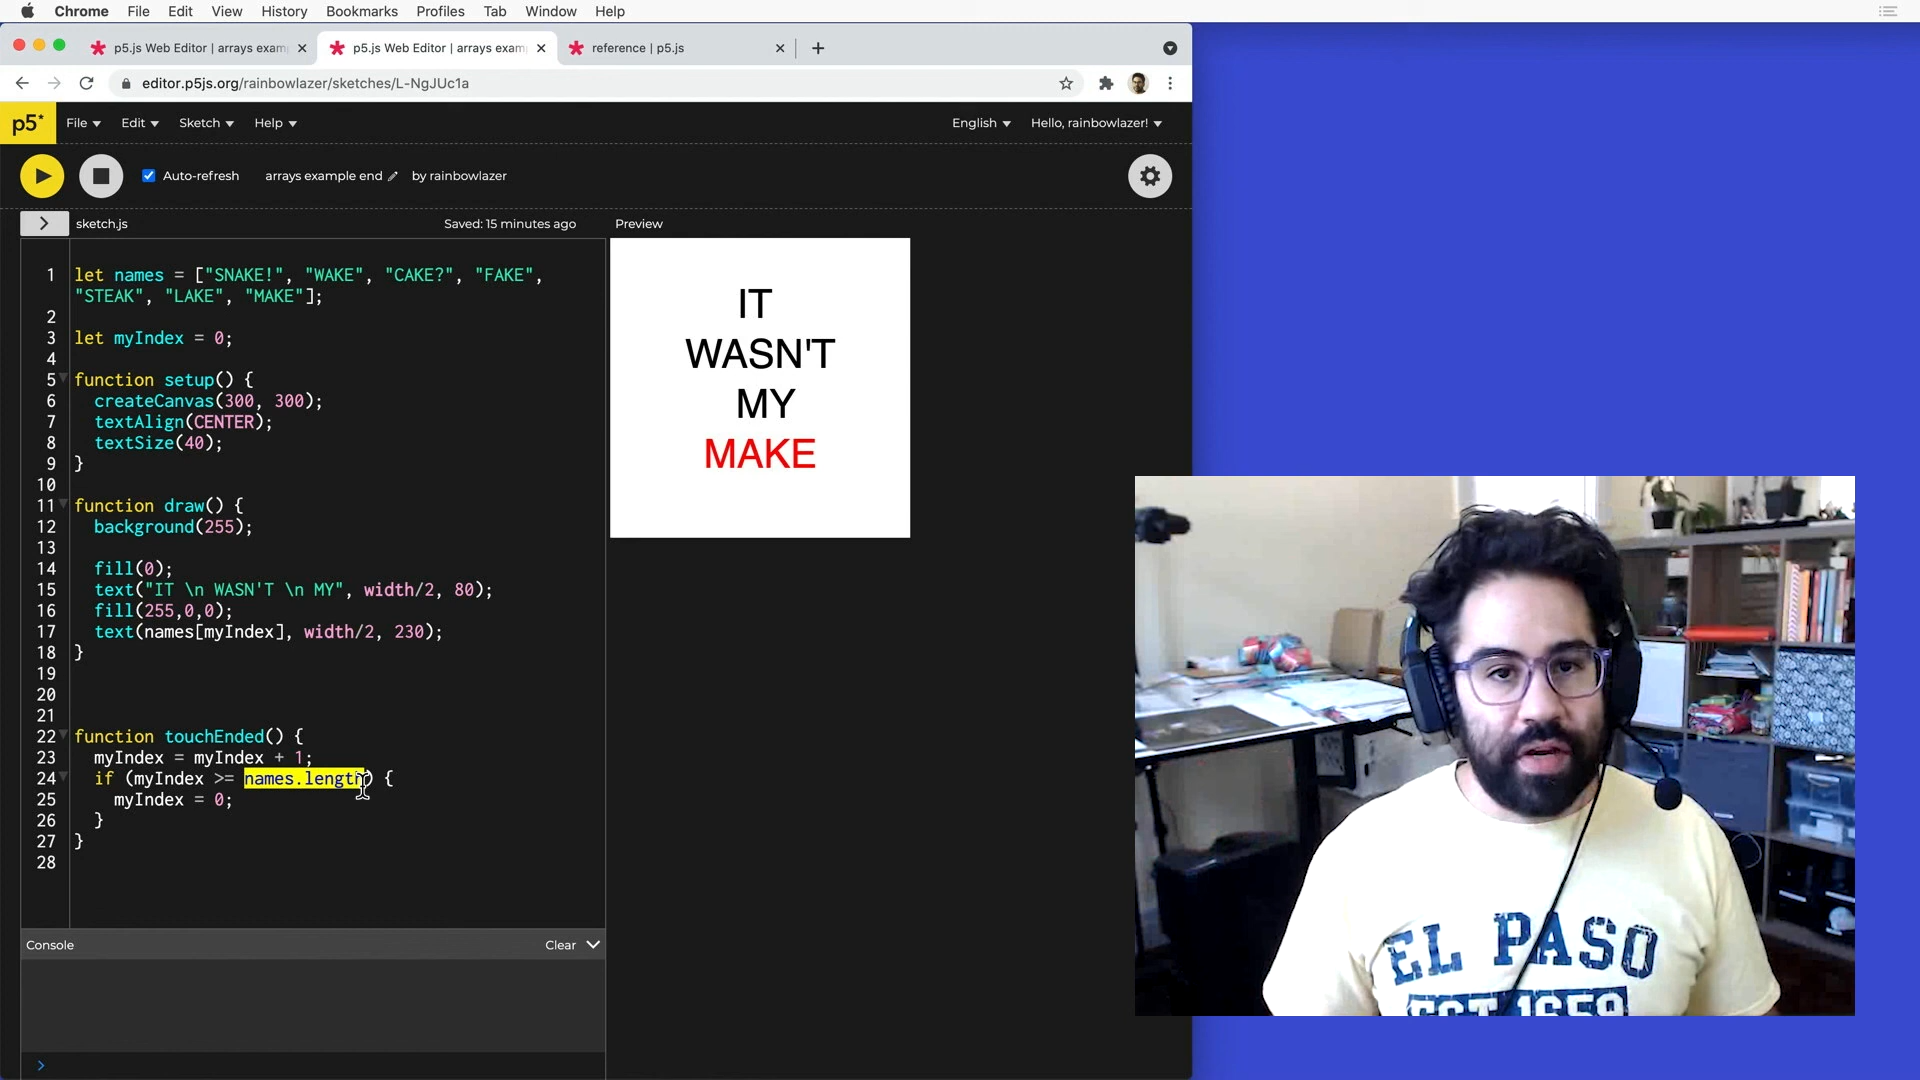 Chrome File Edit View History Bookmarks Profiles Tab Window Help
p5.js Web Editor | arrays exam
p5.js Web Editor | arrays exam
reference | p5.js
editor.p5js.org/rainbowlazer/sketches/L-NgJUc1a
p5* File Edit Sketch Help English Hello, rainbowlazer!
Auto-refresh arrays example end by rainbowlazer
sketch.js Saved: 15 minutes ago Preview
1 let names = ["SNAKE!", "WAKE", "CAKE?", "FAKE",
"STEAK", "LAKE", "MAKE"];
2
3 let myIndex = 0;
4
5 function setup() {
6 createCanvas(300, 300);
7 textAlign(CENTER);
8 textSize(40);
9 }
10
11 function draw() {
12 background(255);
13
14 fill(0);
15 text("IT \n WASN'T \n MY", width/2, 80);
16 fill(255,0,0);
17 text(names[myIndex], width/2, 230);
18 }
19
20
21
22 function touchEnded() {
23 myIndex = myIndex + 1;
24 if (myIndex >= names.length) {
25 myIndex = 0;
26 }
27 }
28
IT
WASN'T
MY
MAKE
Console Clear
>
EL PASO
EST 1659